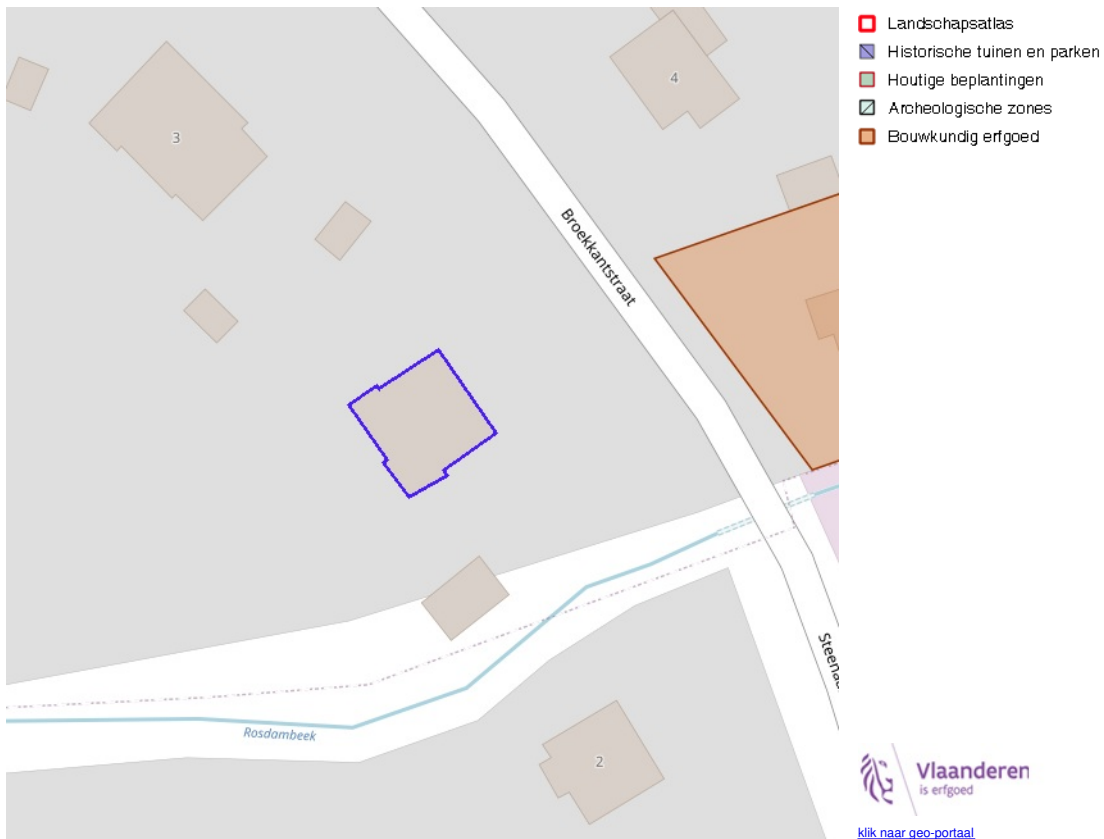 Landschapsatlas
Historische tuinen en parken
Houtige beplantingen
Archeologische zones
Bouwkundig erfgoed
4
3
Broekkantstraat
Rosdambeek
2
Vlaanderen
is erfgoed
klik naar geo-portaal